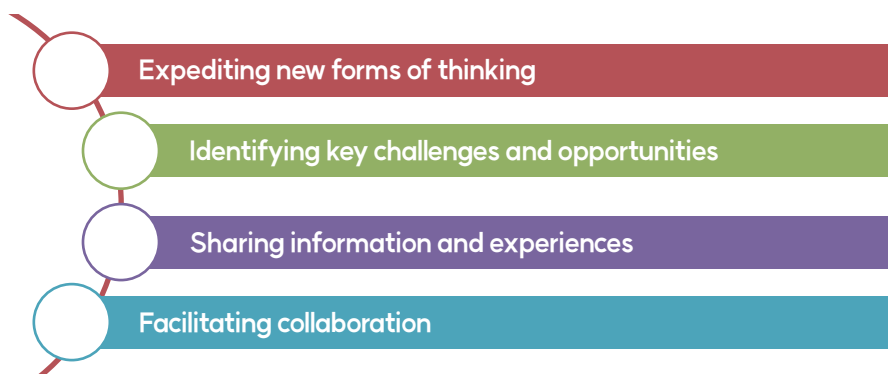 Expediting new forms of thinking
Identifying key challenges and opportunities
Sharing information and experiences
Facilitating collaboration